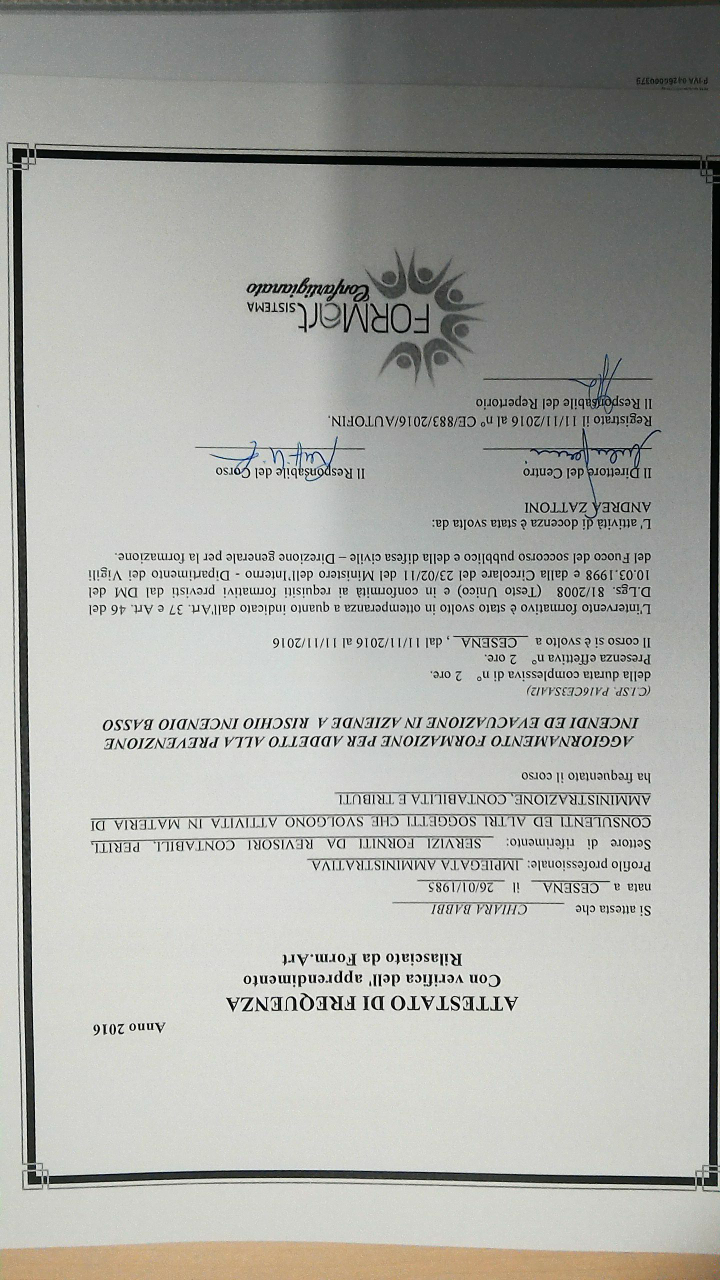 Anno 2016
ATTESTATO DI FREQUENZA
Con verifica dell' apprendimento
Rilasciato da Form.Art
Si attesta che CHIARA BABBI
nata a CESENA il 26/01/1985
Profilo professionale: IMPIEGATA AMMINISTRATIVA
Settore di riferimento: SERVIZI FORNITI DA REVISORI CONTABILI, PERITI,
CONSULENTI ED ALTRI SOGGETTI CHE SVOLGONO ATTIVITA IN MATERIA DI
AMMINISTRAZIONE, CONTABILITA E TRIBUTI
ha frequentato il corso
AGGIORNAMENTO FORMAZIONE PER ADDETTO ALLA PREVENZIONE
INCENDI ED EVACUAZIONE IN AZIENDE A RISCHIO INCENDIO BASSO
(C.I.SP. PA16CE3SAA12)
della durata complessiva di n° 2 ore.
Presenza effettiva n° 2 ore.
Il corso si è svolto a CESENA , dal 11/11/2016 al 11/11/2016
L'intervento formativo è stato svolto in ottemperanza a quanto indicato dall'Art. 37 e Art. 46 del
D.Lgs. 81/2008 (Testo Unico) e in conformità ai requisiti formativi previsti dal DM del
10.03.1998 e dalla Circolare del 23/02/11 del Ministero dell'Interno - Dipartimento dei Vigili
del Fuoco del soccorso pubblico e della difesa civile – Direzione generale per la formazione.
L'attività di docenza è stata svolta da:
ANDREA ZATTONI
Il Direttore del Centro Il Responsabile del Corso
Registrato il 11/11/2016 al n° CE/883/2016/AUTOFIN.
Il Responsabile del Repertorio
FORMart SISTEMA
Confartigianato
P.IVA 04260000379